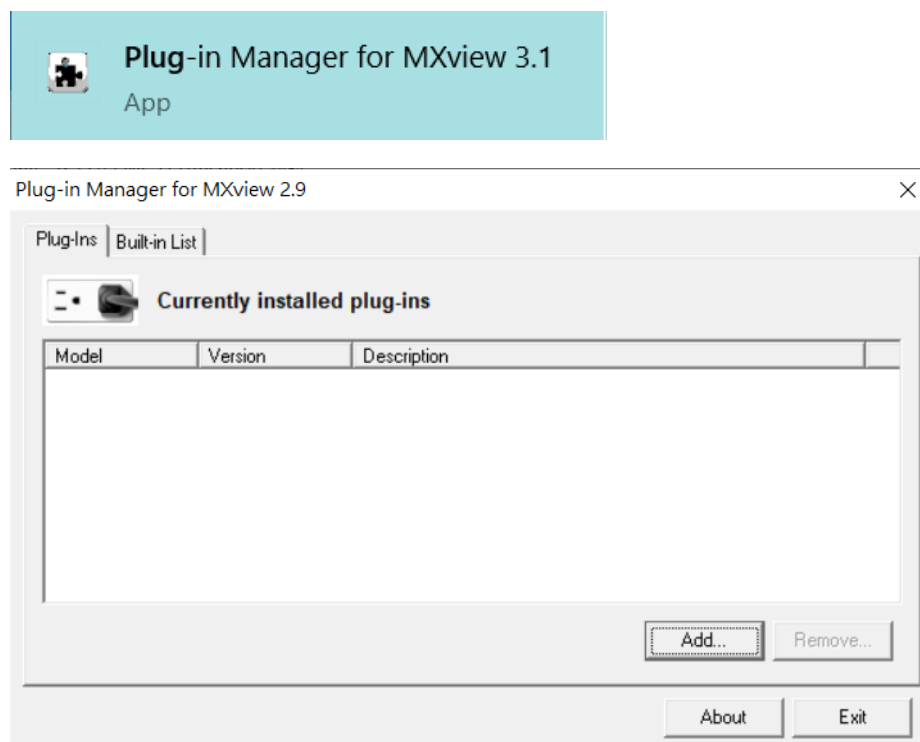 Plug-in Manager for MXview 3.1
App
Plug-in Manager for MXview 2.9
Plug-Ins
Built-in List
Currently installed plug-ins
Model Version Description
Add... Remove...
About Exit